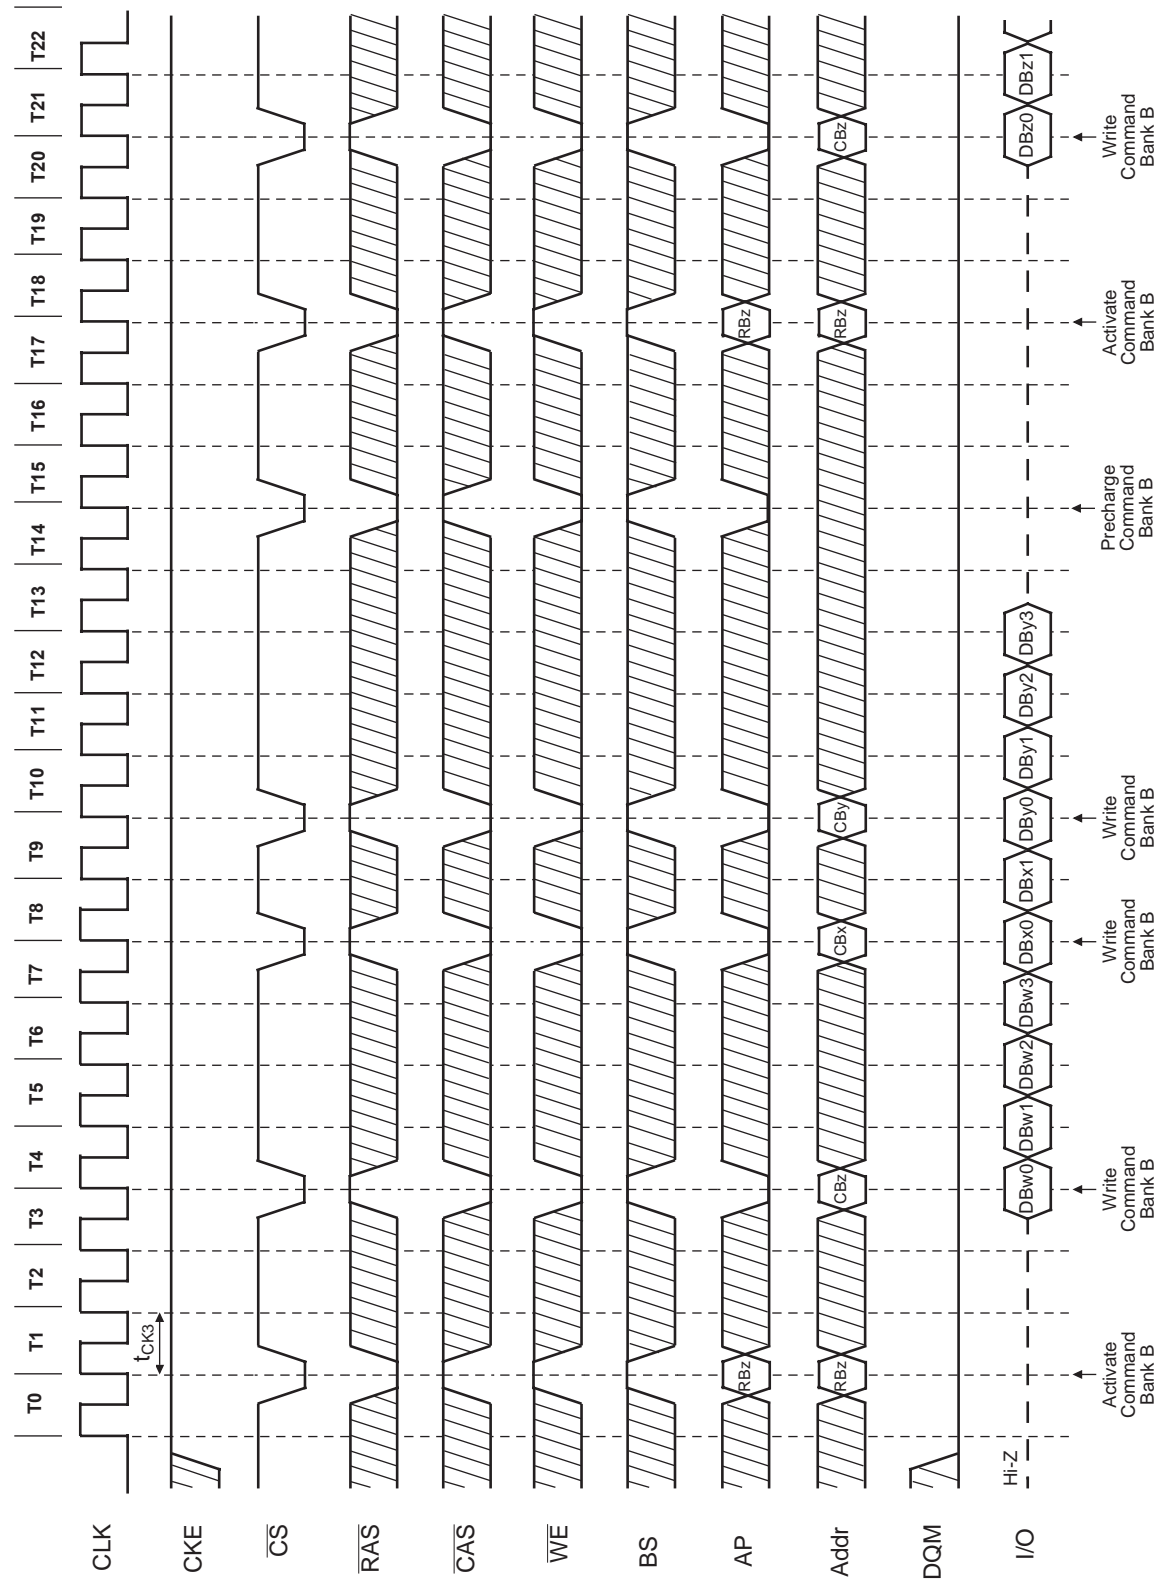 T0 T1 T2 T3 T4 T5 T6 T7 T8 T9 T10 T11 T12 T13 T14 T15 T16 T17 T18 T19 T20 T21 T22
CLK
tCK3
CKE
CS
RAS
CAS
WE
BS
AP RBz RBz
Addr RBz CBz CBx CBy RBz CBz
DQM
I/O Hi-Z DBw0 DBw1 DBw2 DBw3 DBx0 DBx1 DBy0 DBy1 DBy2 DBy3 DBz0 DBz1
Activate
Command
Bank B
Write
Command
Bank B
Write
Command
Bank B
Write
Command
Bank B
Precharge
Command
Bank B
Activate
Command
Bank B
Write
Command
Bank B